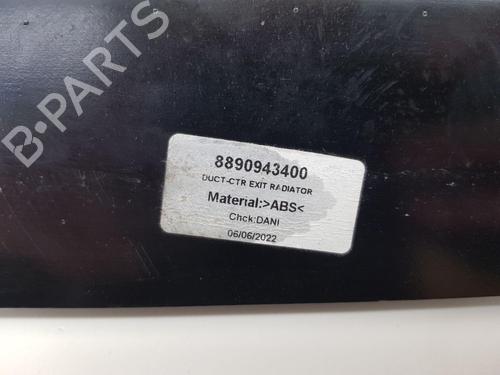 B-PARTS
8890943400
DUCT-CTR EXIT RADIATOR
Material:>ABS<
Chck:DANI
06/06/2022